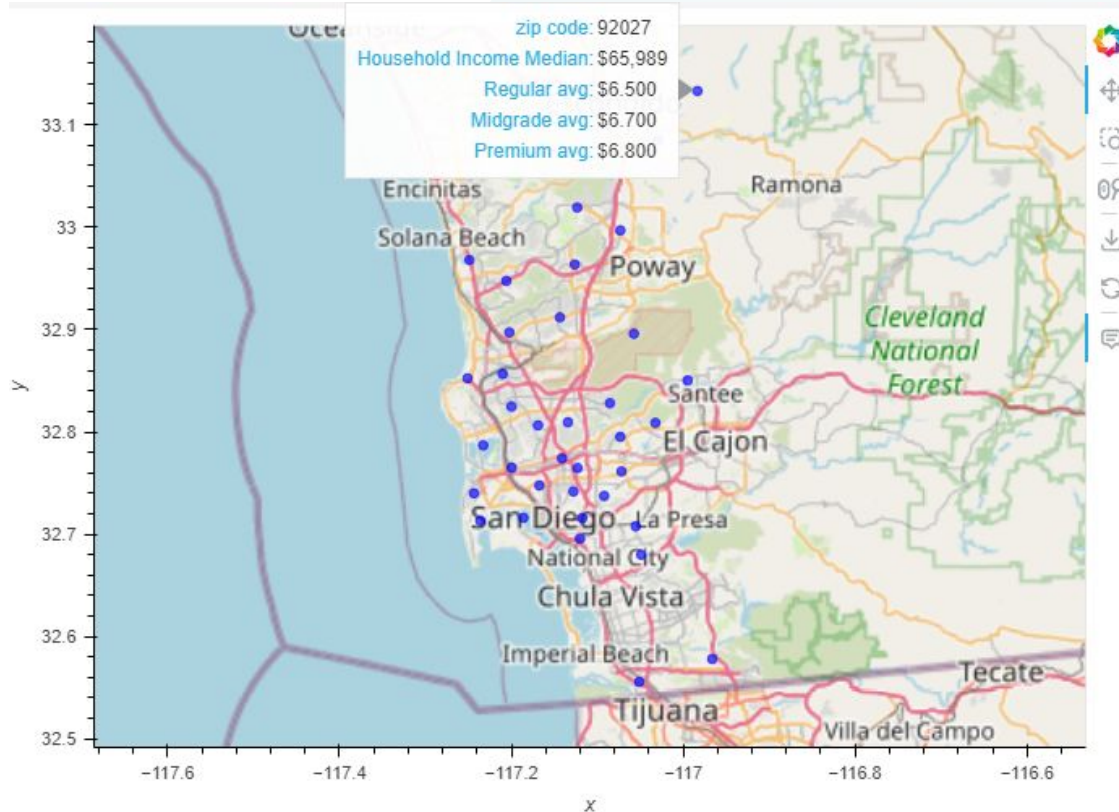 Oceanside
zip code: 92027
Household Income Median: $65,989
Regular avg: $6.500
Midgrade avg: $6.700
Premium avg: $6.800
33.1
Encinitas
Ramona
33
Solana Beach
Poway
32.9
Cleveland
National
Forest
y
Santee
32.8
El Cajon
San Diego
La Presa
32.7
National City
Chula Vista
32.6
Imperial Beach
Tecate
Tijuana
Villa del Campo
32.5
−117.6
−117.4
−117.2
−117
−116.8
−116.6
x